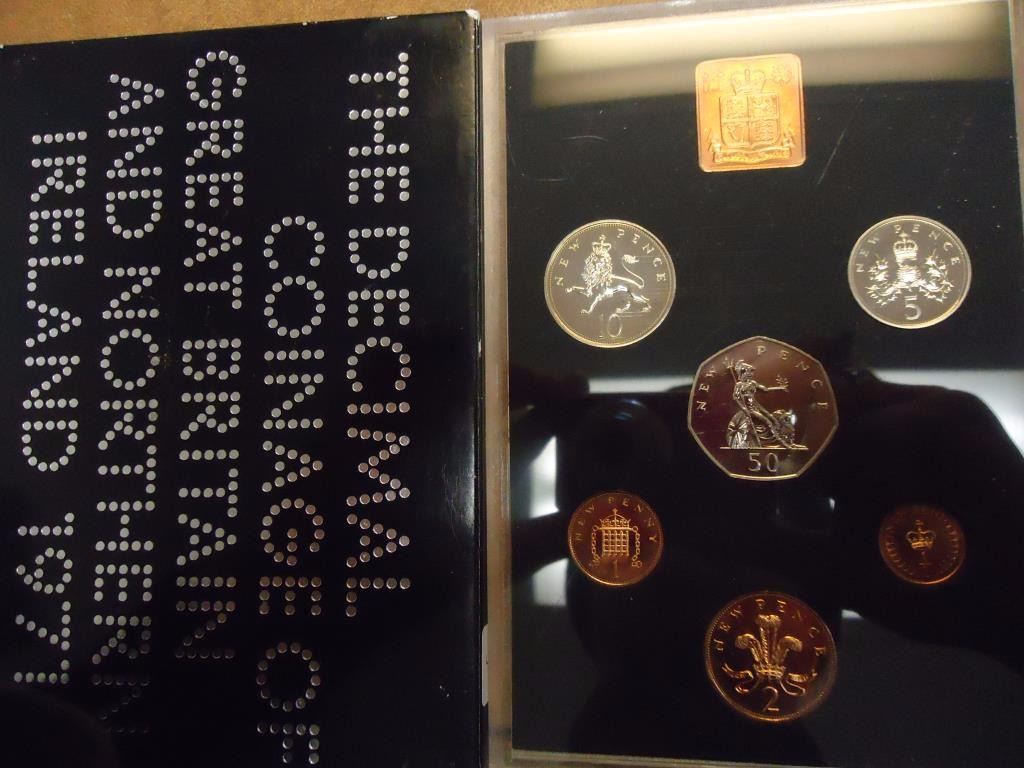 THE DECIMAL
COINAGE OF
GREAT BRITAIN
AND NORTHERN
IRELAND 1971
NEW PENCE
10
NEW PENCE
5
NEW PENCE
50
NEW PENNY
1
NEW PENCE
2